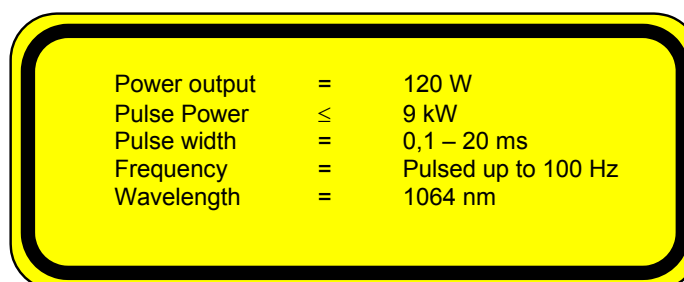 Power output = 120 W
Pulse Power ≤ 9 kW
Pulse width = 0,1 – 20 ms
Frequency = Pulsed up to 100 Hz
Wavelength = 1064 nm